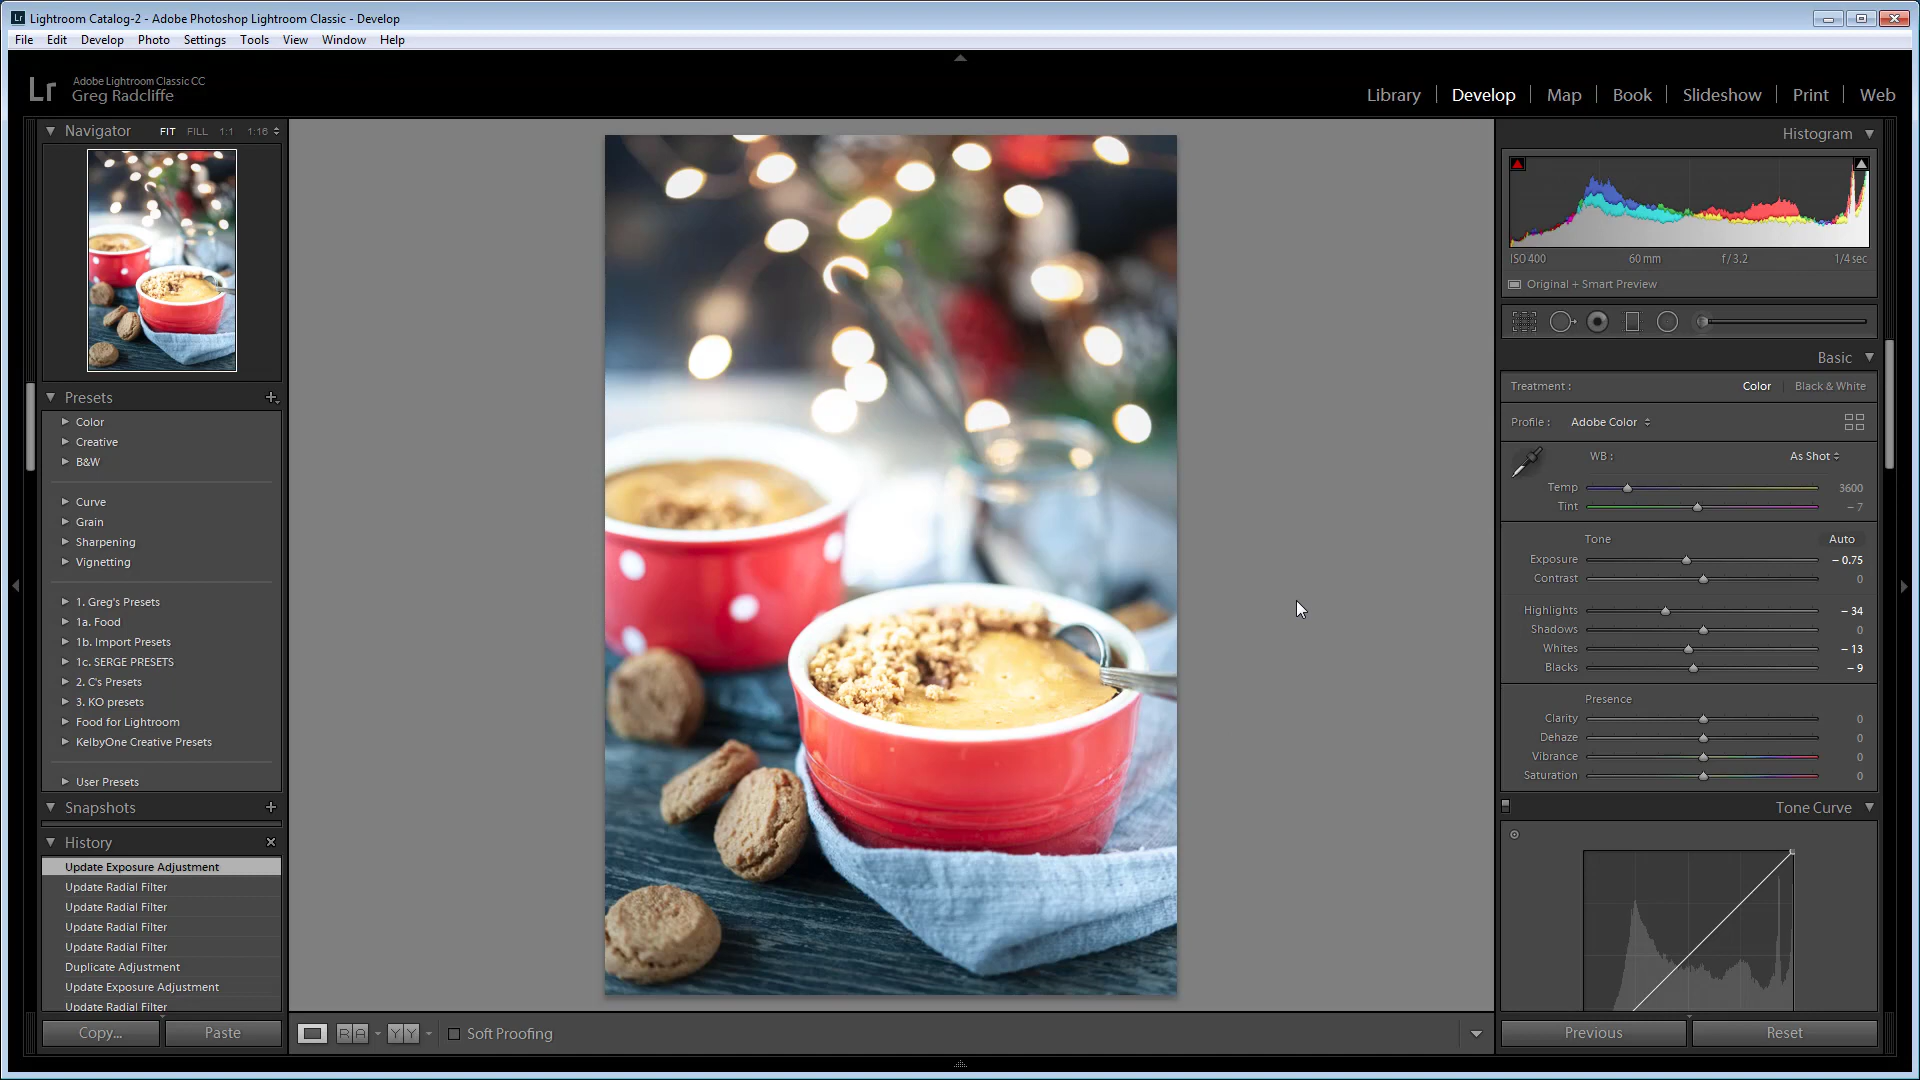 Lightroom Catalog-2 - Adobe Photoshop Lightroom Classic - Develop
File Edit Develop Photo Settings Tools View Window Help
Lr
Adobe Lightroom Classic CC
Greg Radcliffe
Library Develop Map Book Slideshow Print Web
Navigator FIT FILL 1:1 1:16
Presets
Color
Creative
B&W
Curve
Grain
Sharpening
Vignetting
1. Greg's Presets
1a. Food
1b. Import Presets
1c. SERGE PRESETS
2. C's Presets
3. KO presets
Food for Lightroom
KelbyOne Creative Presets
User Presets
Snapshots
History
Update Exposure Adjustment
Update Radial Filter
Update Radial Filter
Update Radial Filter
Update Radial Filter
Duplicate Adjustment
Update Exposure Adjustment
Update Radial Filter
Copy... Paste
R A Y Y Soft Proofing
Histogram
ISO 400 60 mm f / 3.2 1/4 sec
Original + Smart Preview
Basic
Treatment : Color Black & White
Profile : Adobe Color
WB : As Shot
Temp 3600
Tint – 7
Tone Auto
Exposure – 0.75
Contrast 0
Highlights – 34
Shadows 0
Whites – 13
Blacks – 9
Presence
Clarity 0
Dehaze 0
Vibrance 0
Saturation 0
Tone Curve
Previous Reset